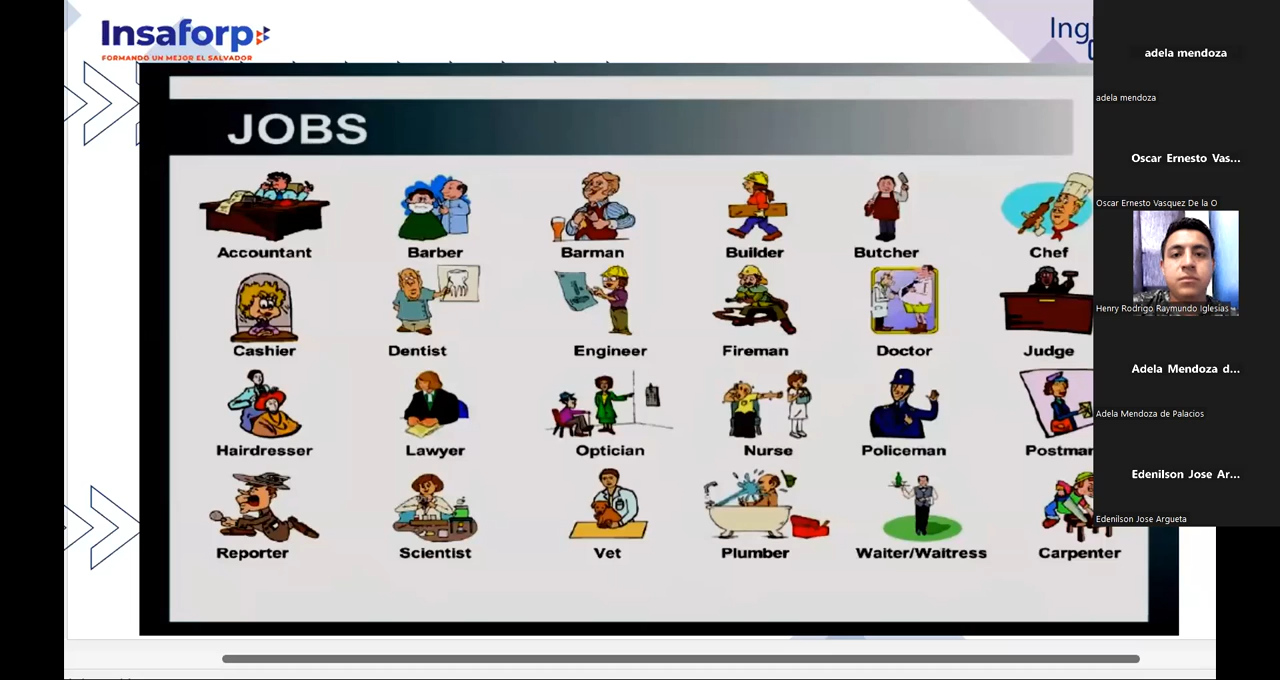 Insaforp
FORMANDO UN MEJOR EL SALVADOR
JOBS
Accountant Barber Barman Builder Butcher Chef
Cashier Dentist Engineer Fireman Doctor Judge
Hairdresser Lawyer Optician Nurse Policeman Postman
Reporter Scientist Vet Plumber Waiter/Waitress Carpenter
adela mendoza
adela mendoza
Oscar Ernesto Vas...
Oscar Ernesto Vasquez De la O
Henry Rodrigo Raymundo Iglesias
Adela Mendoza d...
Adela Mendoza de Palacios
Edenilson Jose Ar...
Edenilson Jose Argueta